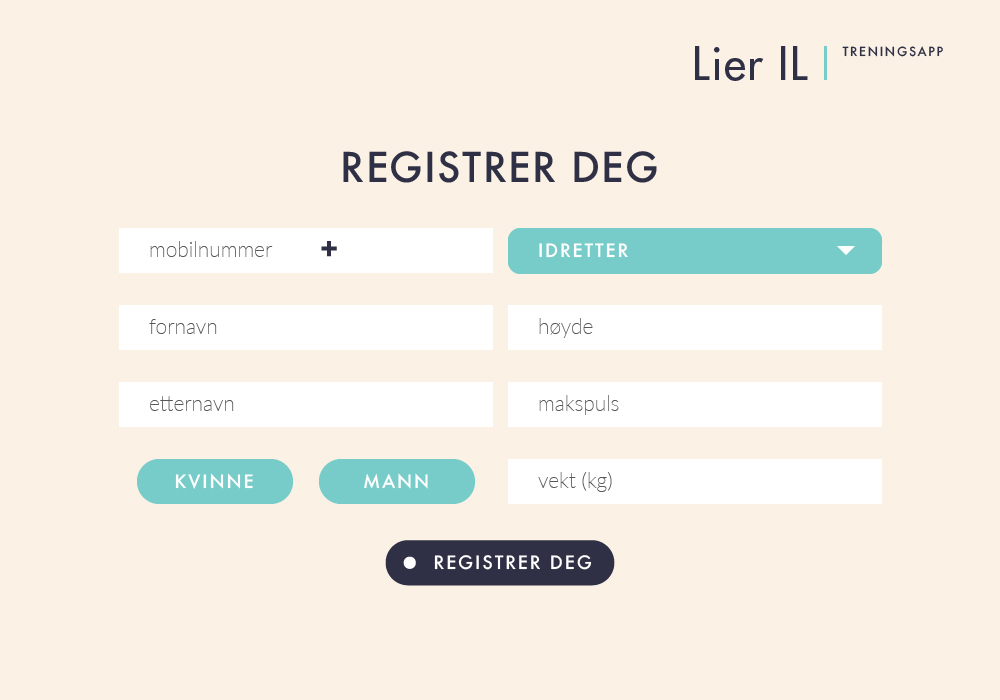 Lier IL
TRENINGSAPP
REGISTRER DEG
mobilnummer
IDRETTER
fornavn
høyde
etternavn
makspuls
KVINNE
MANN
vekt (kg)
REGISTRER DEG